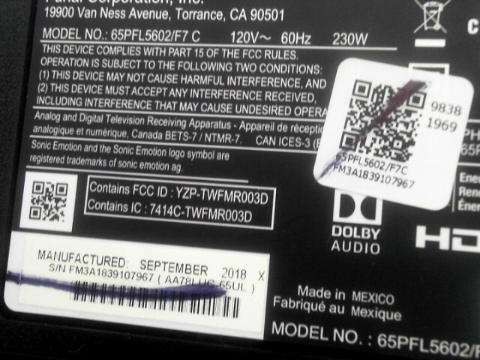 19900 Van Ness Avenue, Torrance, CA 90501
MODEL NO.: 65PFL5602/F7 C 120V~ 60Hz 230W
THIS DEVICE COMPLIES WITH PART 15 OF THE FCC RULES.
OPERATION IS SUBJECT TO THE FOLLOWING TWO CONDITIONS:
(1) THIS DEVICE MAY NOT CAUSE HARMFUL INTERFERENCE, AND
(2) THIS DEVICE MUST ACCEPT ANY INTERFERENCE RECEIVED,
INCLUDING INTERFERENCE THAT MAY CAUSE UNDESIRED OPERA
Analog and Digital Television Receiving Apparatus - Appareil de récepti
analogique et numérique, Canada BETS-7 / NTMR-7. CAN ICES-3 (B
Sonic Emotion and the Sonic Emotion logo symbol are
registered trademarks of sonic emotion ag.
Contains FCC ID : YZP-TWFMR003D
Contains IC : 7414C-TWFMR003D
9838
1969
65PFL5602/F7C
FM3A1839107967
DOLBY
AUDIO
MANUFACTURED: SEPTEMBER 2018 X
S/N FM3A1839107967 ( AA78LUG-65UL )
Made in MEXICO
Fabriqué au Mexique
MODEL NO. : 65PFL5602/F